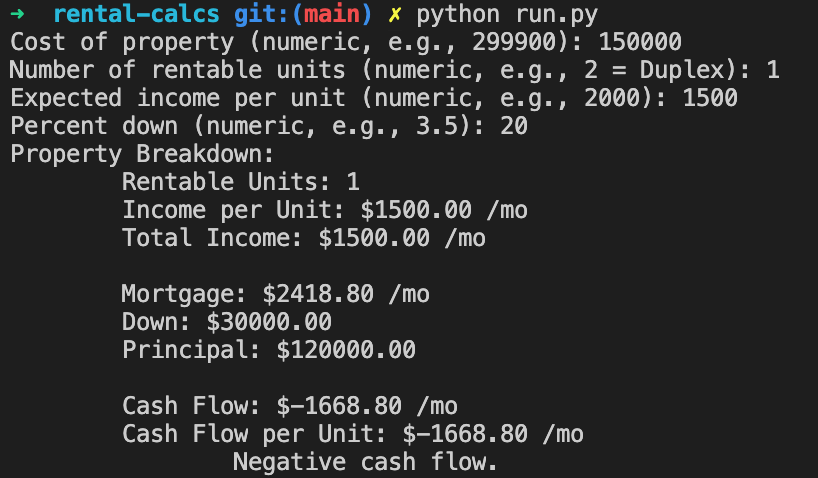 ➜  rental-calcs git:(main) ✗ python run.py
Cost of property (numeric, e.g., 299900): 150000
Number of rentable units (numeric, e.g., 2 = Duplex): 1
Expected income per unit (numeric, e.g., 2000): 1500
Percent down (numeric, e.g., 3.5): 20
Property Breakdown:
        Rentable Units: 1
        Income per Unit: $1500.00 /mo
        Total Income: $1500.00 /mo

        Mortgage: $2418.80 /mo
        Down: $30000.00
        Principal: $120000.00

        Cash Flow: $-1668.80 /mo
        Cash Flow per Unit: $-1668.80 /mo
                Negative cash flow.